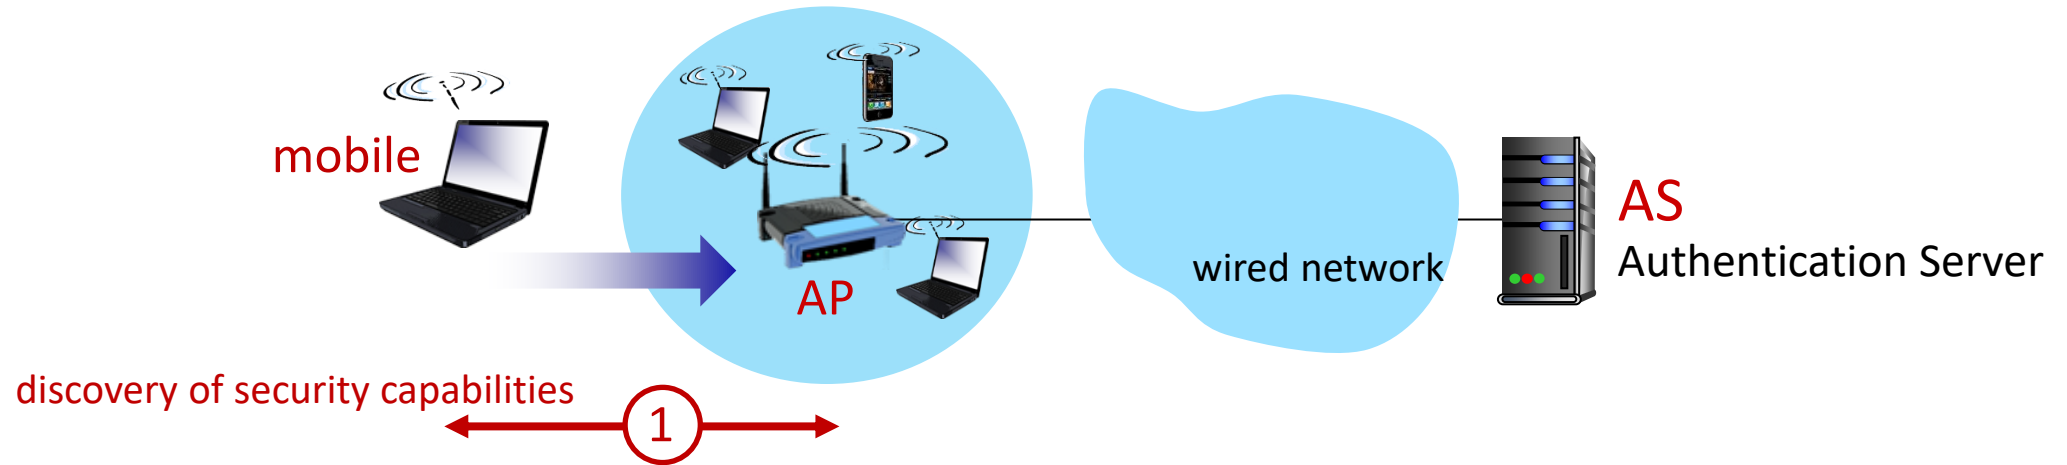 mobile
AP
wired network
AS
Authentication Server
discovery of security capabilities
1